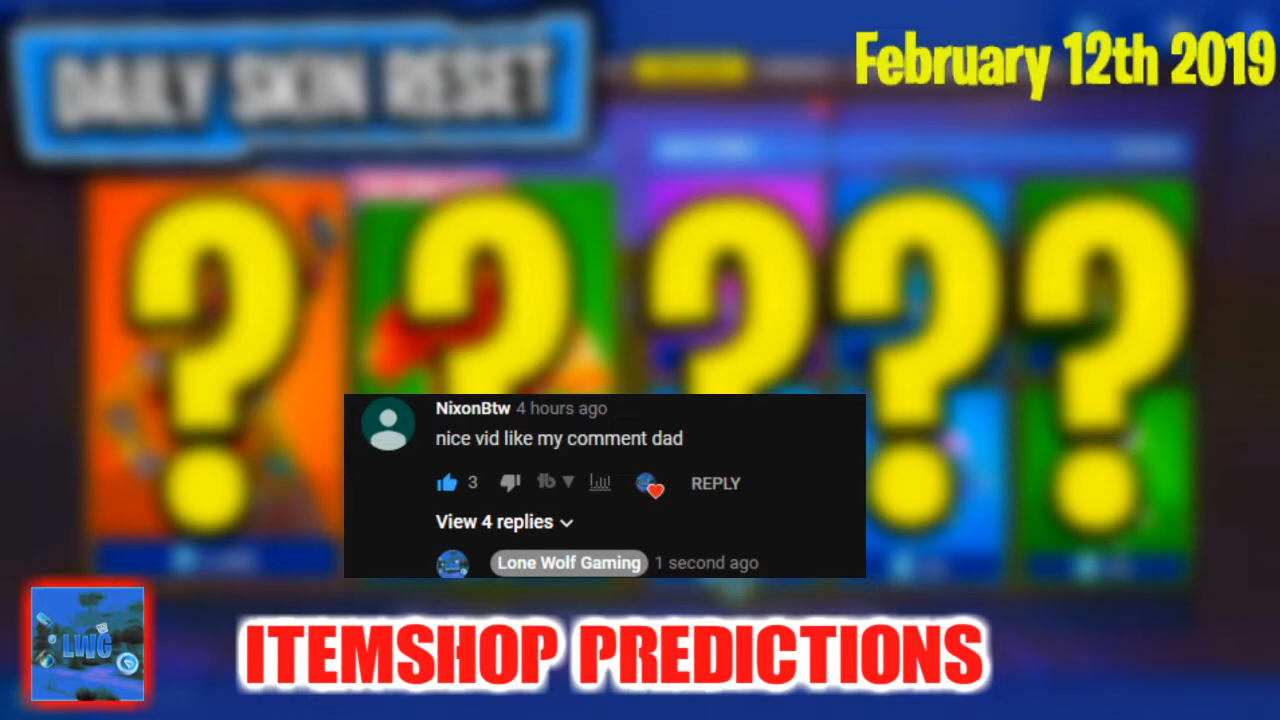 DAILY SKIN RESET
February 12th 2019
NixonBtw 4 hours ago
nice vid like my comment dad
3
REPLY
View 4 replies
Lone Wolf Gaming 1 second ago
LWG
ITEMSHOP PREDICTIONS